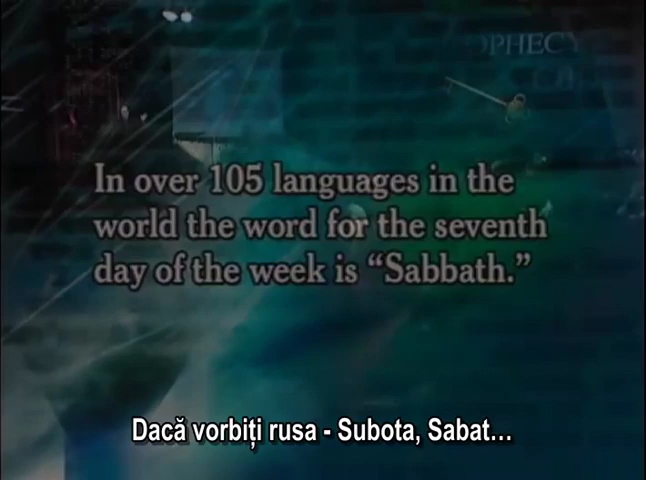 PHECY
In over 105 languages in the
world the word for the seventh
day of the week is “Sabbath.”
Dacă vorbiți rusa - Subota, Sabat…